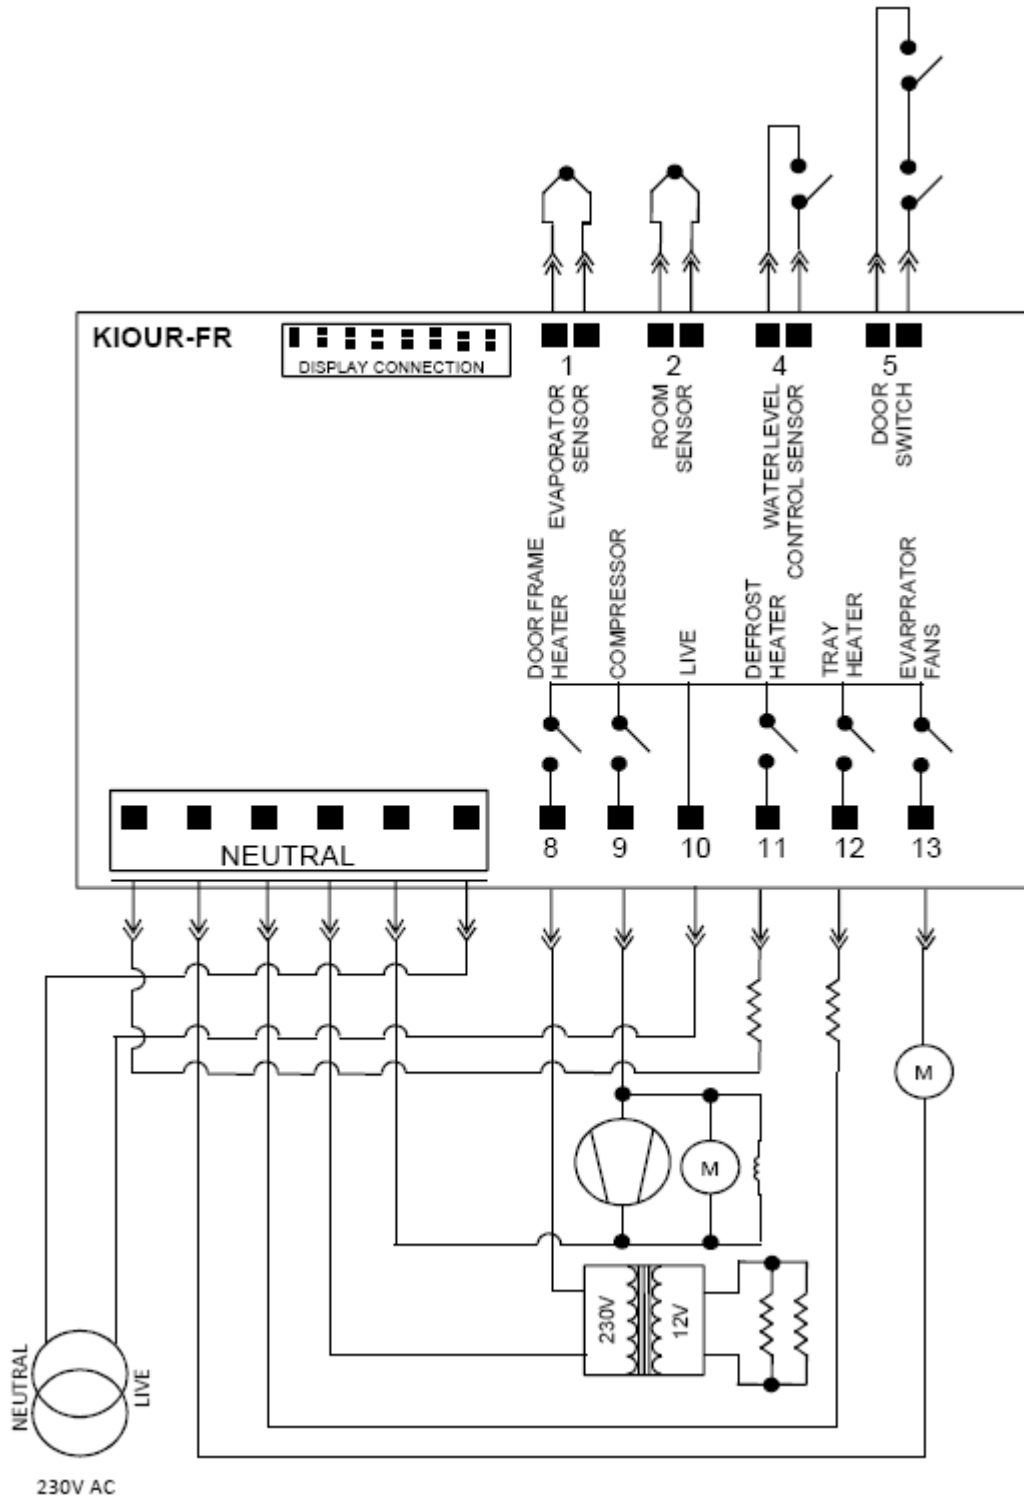 KIOUR-FR
DISPLAY CONNECTION
1
2
4
5
EVAPORATOR
SENSOR
ROOM
SENSOR
WATER LEVEL
CONTROL SENSOR
DOOR
SWITCH
DOOR FRAME
HEATER
COMPRESSOR
LIVE
DEFROST
HEATER
TRAY
HEATER
EVARPRATOR
FANS
NEUTRAL
8
9
10
11
12
13
M
M
230V
12V
NEUTRAL
LIVE
230V AC